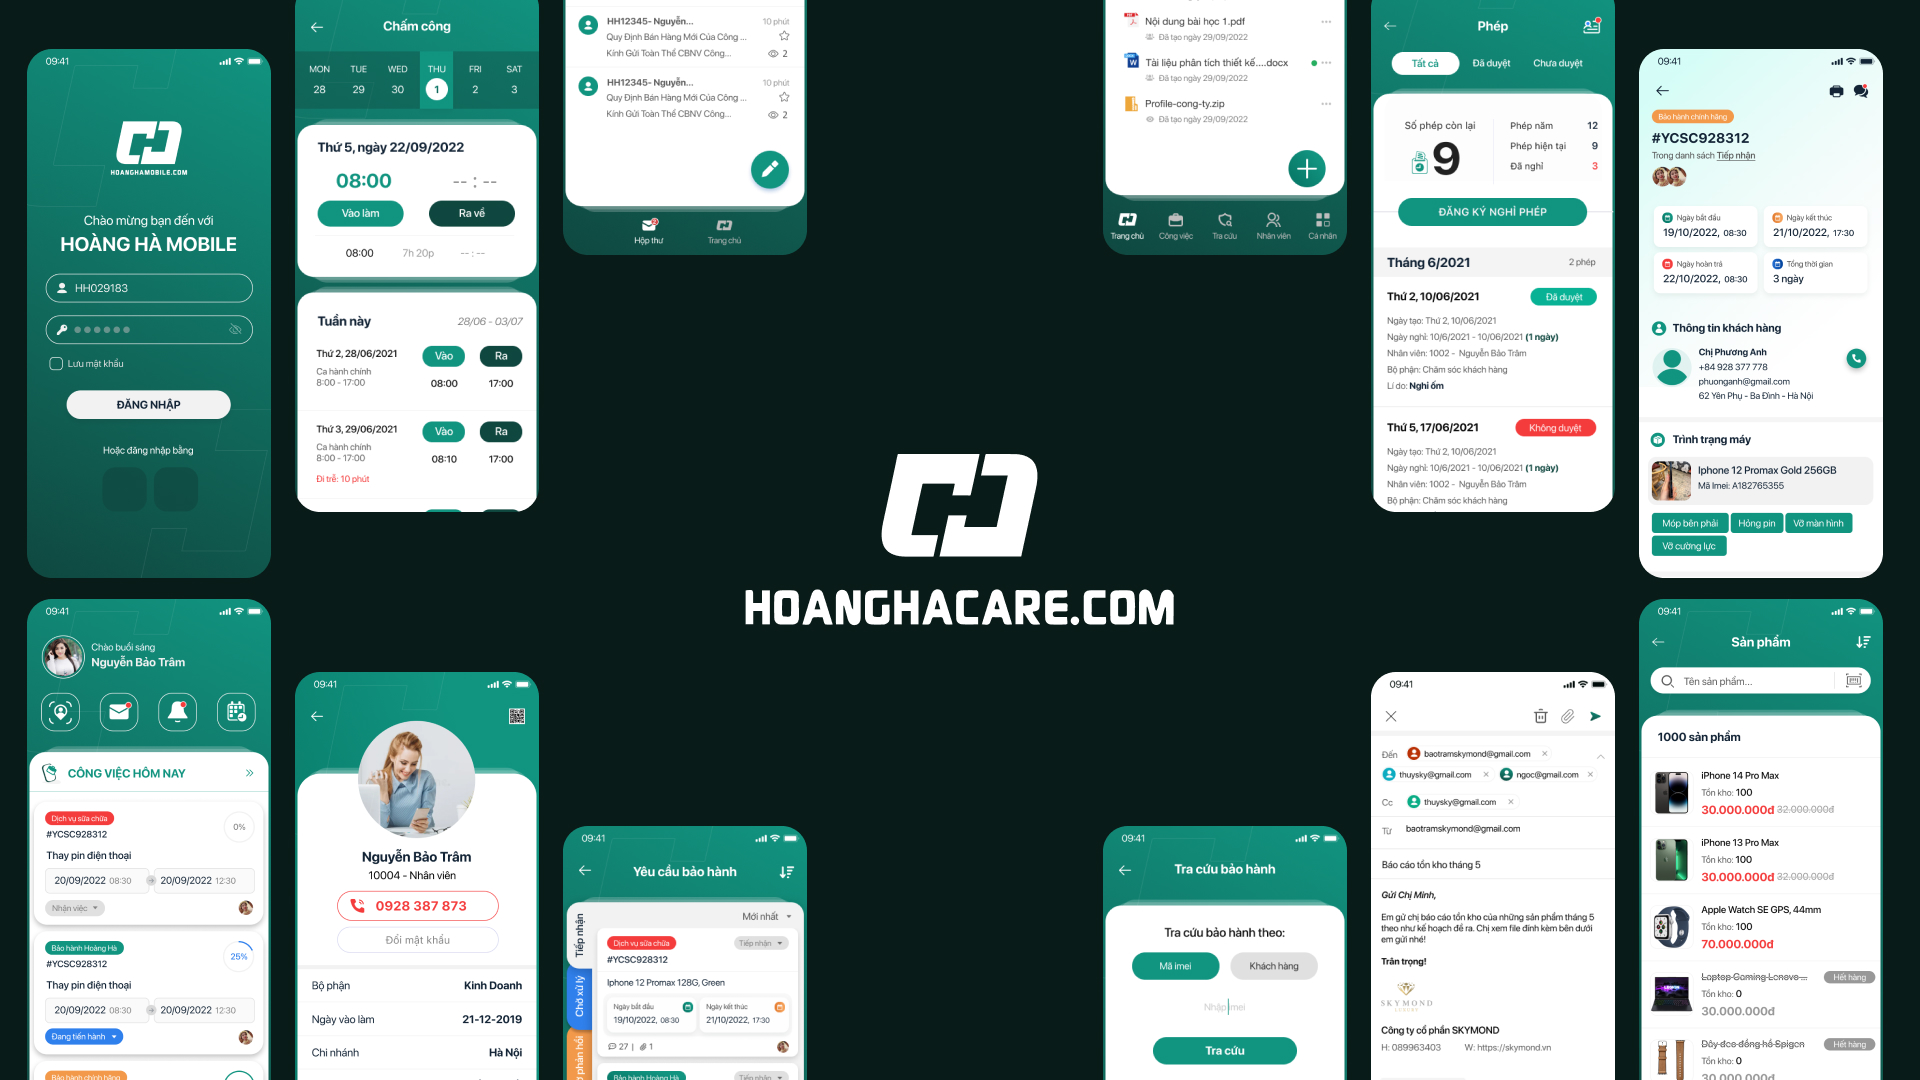 09:41
HOANGHAMOBILE.COM
Chào mừng bạn đến với
HOÀNG HÀ MOBILE
HH029183
Lưu mật khẩu
ĐĂNG NHẬP
Hoặc đăng nhập bằng
Chấm công
MON TUE WED THU FRI SAT
28 29 30 1 2 3
Thứ 5, ngày 22/09/2022
08:00 -- : --
Vào làm Ra về
08:00 7h 20p -- : --
Tuần này 28/06 - 03/07
Thứ 2, 28/06/2021 Vào Ra
Ca hành chính
8:00 - 17:00 08:00 17:00
Thứ 3, 29/06/2021 Vào Ra
Ca hành chính
8:00 - 17:00 08:10 17:00
Đi trễ: 10 phút
HH12345- Nguyễn... 10 phút
Quy Định Bán Hàng Mới Của Công ...
Kính Gửi Toàn Thể CBNV Công... 2
HH12345- Nguyễn... 10 phút
Quy Định Bán Hàng Mới Của Công ...
Kính Gửi Toàn Thể CBNV Công... 2
Hộp thư Trang chủ
Nội dung bài học 1.pdf
Đã tạo ngày 29/09/2022
Tài liệu phân tích thiết kế....docx
Đã tạo ngày 29/09/2022
Profile-cong-ty.zip
Đã tạo ngày 29/09/2022
Trang chủ Công việc Tra cứu Nhân viên Cá nhân
Phép
Tất cả Đã duyệt Chưa duyệt
Số phép còn lại
9
Phép năm 12
Phép hiện tại 9
Đã nghỉ 3
ĐĂNG KÝ NGHỈ PHÉP
Tháng 6/2021 2 phép
Thứ 2, 10/06/2021 Đã duyệt
Ngày tạo: Thứ 2, 10/06/2021
Ngày nghỉ: 10/6/2021 - 10/06/2021 (1 ngày)
Nhân viên: 1002 - Nguyễn Bảo Trâm
Bộ phận: Chăm sóc khách hàng
Lí do: Nghỉ ốm
Thứ 5, 17/06/2021 Không duyệt
Ngày tạo: Thứ 2, 10/06/2021
Ngày nghỉ: 10/6/2021 - 10/06/2021 (1 ngày)
Nhân viên: 1002 - Nguyễn Bảo Trâm
Bộ phận: Chăm sóc khách hàng
09:41
Bảo hành chính hãng
#YCSC928312
Trong danh sách Tiếp nhận
Ngày bắt đầu Ngày kết thúc
19/10/2022, 08:30 21/10/2022, 17:30
Ngày hoàn trả Tổng thời gian
22/10/2022, 08:30 3 ngày
Thông tin khách hàng
Chị Phương Anh
+84 928 377 778
phuonganh@gmail.com
62 Yên Phụ - Ba Đình - Hà Nội
Trình trạng máy
Iphone 12 Promax Gold 256GB
Mã Imei: A182765355
Móp bên phải Hỏng pin Vỡ màn hình
Vỡ cường lực
HOANGHACARE.COM
09:41
Chào buổi sáng
Nguyễn Bảo Trâm
CÔNG VIỆC HÔM NAY
Dịch vụ sửa chữa
#YCSC928312 0%
Thay pin điện thoại
20/09/2022 08:30 20/09/2022 12:30
Nhận việc
Bảo hành Hoàng Hà
#YCSC928312 25%
Thay pin điện thoại
20/09/2022 08:30 20/09/2022 12:30
Đang tiến hành
Bảo hành chính hãng
09:41
Nguyễn Bảo Trâm
10004 - Nhân viên
0928 387 873
Đổi mật khẩu
Bộ phận Kinh Doanh
Ngày vào làm 21-12-2019
Chi nhánh Hà Nội
09:41
Yêu cầu bảo hành
Mới nhất
Tiếp nhận
Chờ xử lý
phản hồi
Dịch vụ sửa chữa Tiếp nhận
#YCSC928312
Iphone 12 Promax 128G, Green
Ngày bắt đầu Ngày kết thúc
19/10/2022, 08:30 21/10/2022, 17:30
27 | 1
Bảo hành Hoàng Hà Tiếp nhận
09:41
Tra cứu bảo hành
Tra cứu bảo hành theo:
Mã imei Khách hàng
Nhập imei
Tra cứu
09:41
Đến baotramskymond@gmail.com
thuysky@gmail.com ngoc@gmail.com
Cc thuysky@gmail.com
Từ baotramskymond@gmail.com
Báo cáo tồn kho tháng 5
Gửi Chị Minh,
Em gử chị báo cáo tồn kho của những sản phẩm tháng 5
theo như kế hoạch đề ra. Chị xem file đính kèm bên dưới
em gửi nhé!
Trân trọng!
SKYMOND
LUXURY
Công ty cổ phần SKYMOND
H: 089963403 W: https://skymond.vn
09:41
Sản phẩm
Tên sản phẩm...
1000 sản phẩm
iPhone 14 Pro Max
Tồn kho: 100
30.000.000đ 32.000.000đ
iPhone 13 Pro Max
Tồn kho: 100
30.000.000đ 32.000.000đ
Apple Watch SE GPS, 44mm
Tồn kho: 100
70.000.000đ
Laptop Gaming Lenovo ... Hết hàng
Tồn kho: 0
30.000.000đ
Dây đeo đồng hồ Spigen Hết hàng
Tồn kho: 0
30.000.000đ